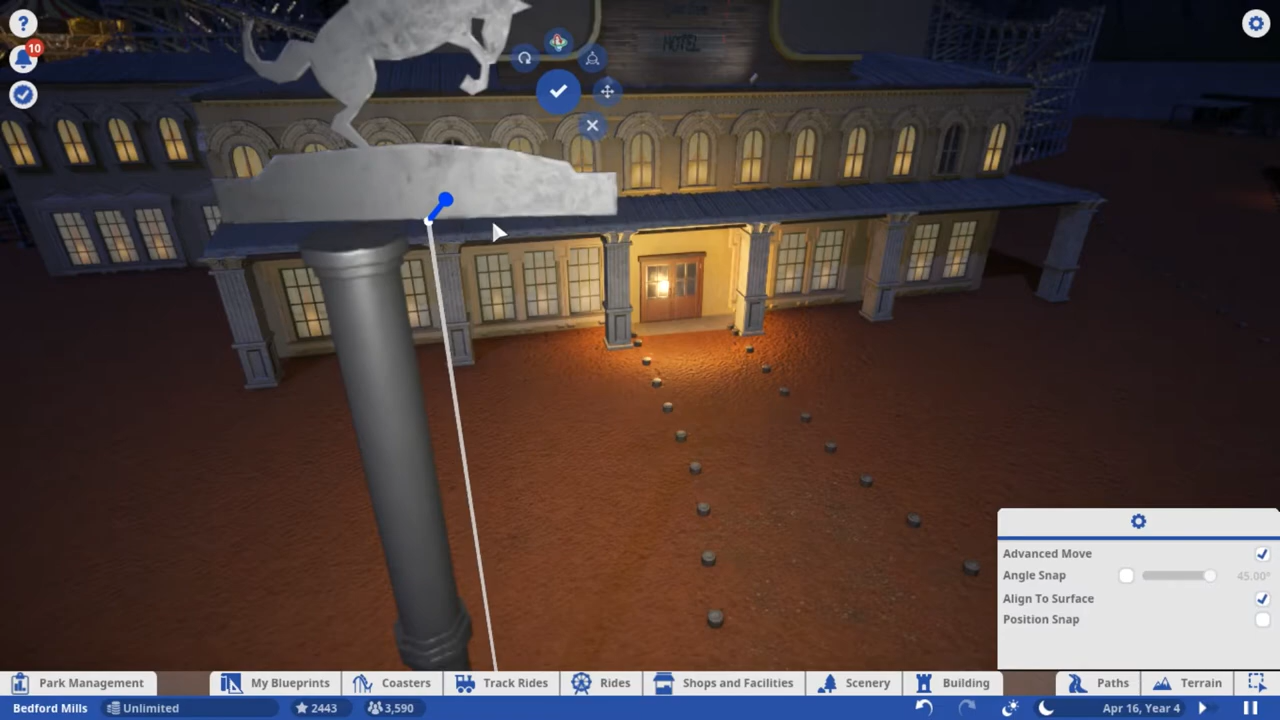 ?
10
HOTEL
Advanced Move
Angle Snap 45.00°
Align To Surface
Position Snap
Park Management My Blueprints Coasters Track Rides Rides Shops and Facilities Scenery Building Paths Terrain
Bedford Mills Unlimited 2443 3,590 Apr 16, Year 4